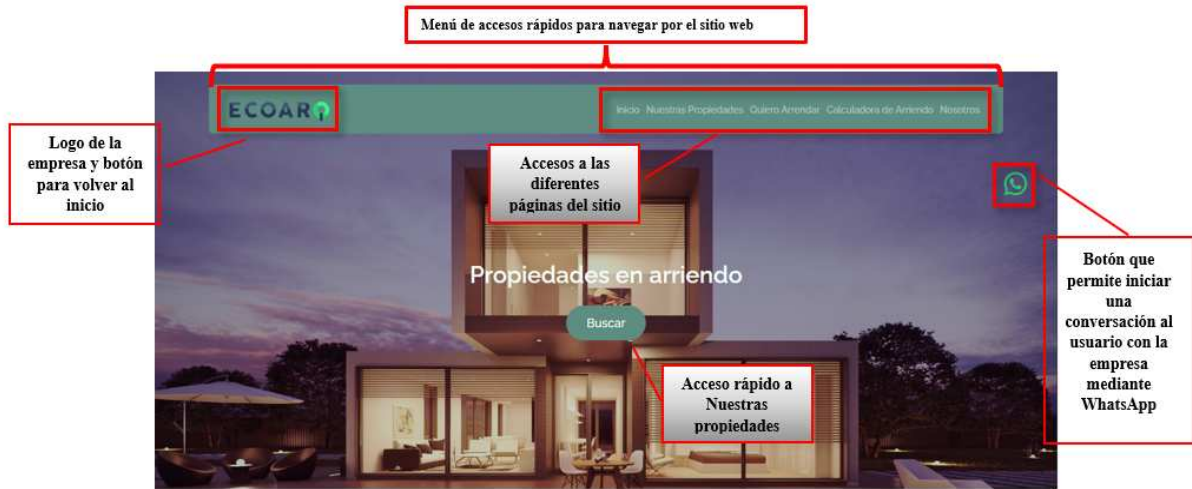 Menú de accesos rápidos para navegar por el sitio web
ECOARQ
Inicio Nuestras Propiedades Quiero Arrendar Calculadora de Arriendo Nosotros
Logo de la
empresa y botón
para volver al
inicio
Accesos a las
diferentes
páginas del sitio
Propiedades en arriendo
Buscar
Acceso rápido a
Nuestras
propiedades
Botón que
permite iniciar
una
conversación al
usuario con la
empresa
mediante
WhatsApp